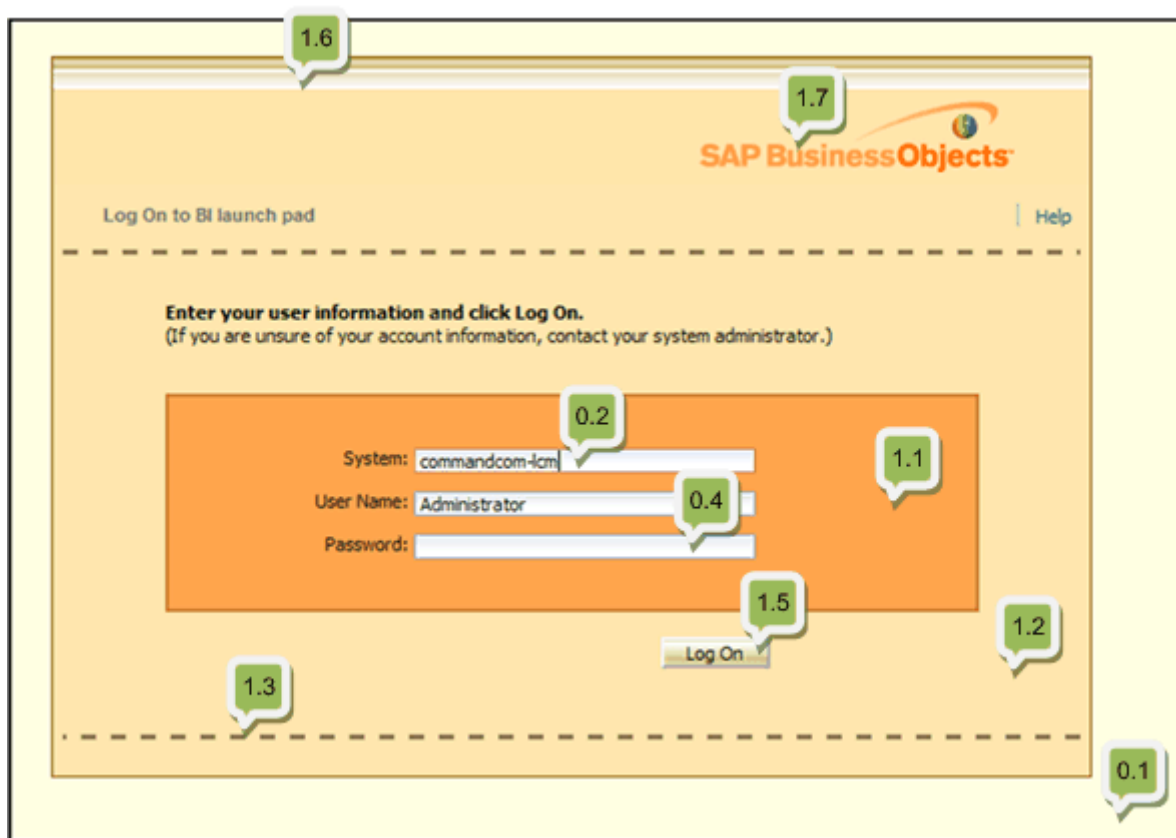 1.6
1.7
SAP BusinessObjects™
Log On to BI launch pad
Help
Enter your user information and click Log On.
(If you are unsure of your account information, contact your system administrator.)
0.2
System: commandcom-lcm
1.1
User Name: Administrator
0.4
Password:
1.5
1.2
Log On
1.3
0.1